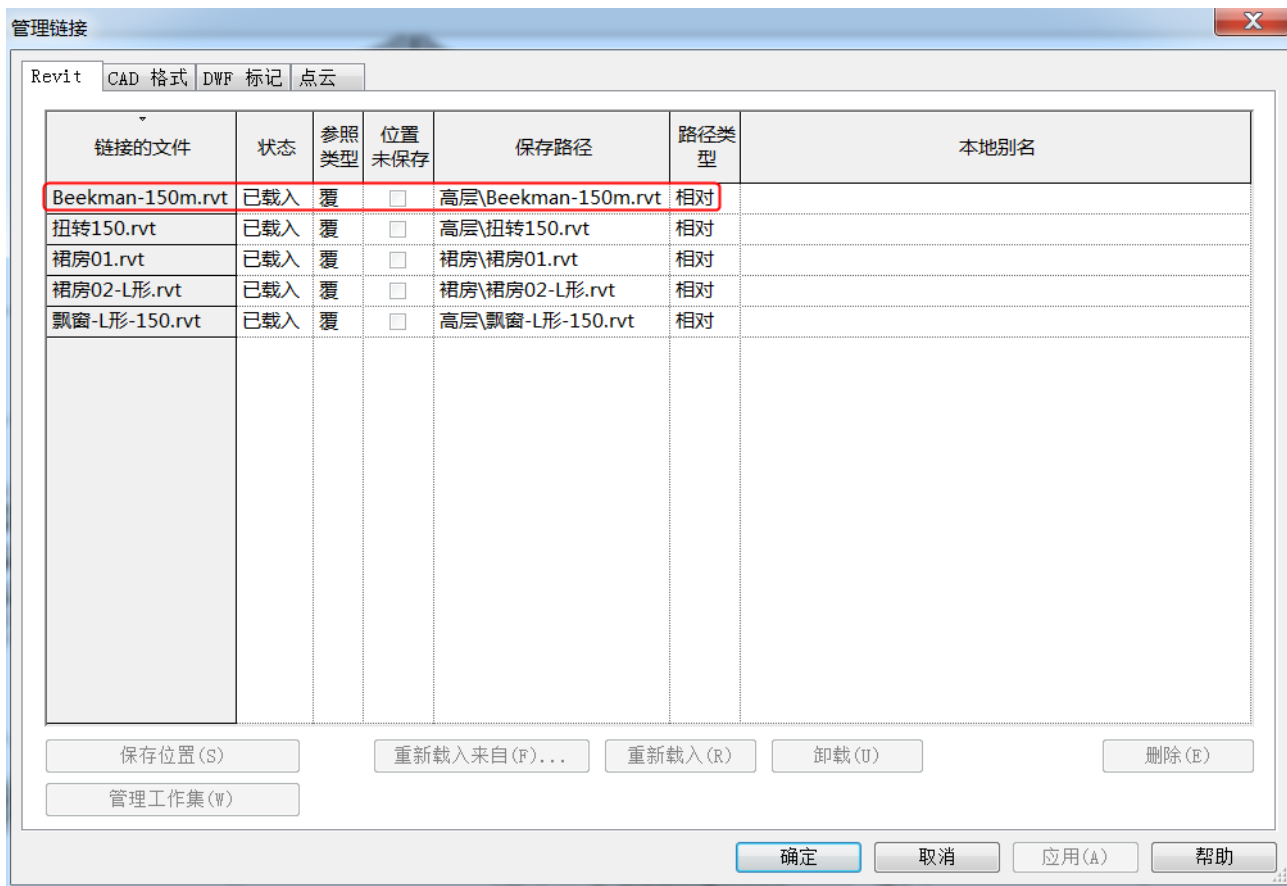 管理链接
Revit CAD 格式 DWF 标记 点云
链接的文件 状态 参照类型 位置未保存 保存路径 路径类型 本地别名
Beekman-150m.rvt 已载入 覆 高层\Beekman-150m.rvt 相对
扭转150.rvt 已载入 覆 高层\扭转150.rvt 相对
裙房01.rvt 已载入 覆 裙房\裙房01.rvt 相对
裙房02-L形.rvt 已载入 覆 裙房\裙房02-L形.rvt 相对
飘窗-L形-150.rvt 已载入 覆 高层\飘窗-L形-150.rvt 相对
保存位置(S) 重新载入来自(F)... 重新载入(R) 卸载(U) 删除(E)
管理工作集(W)
确定 取消 应用(A) 帮助